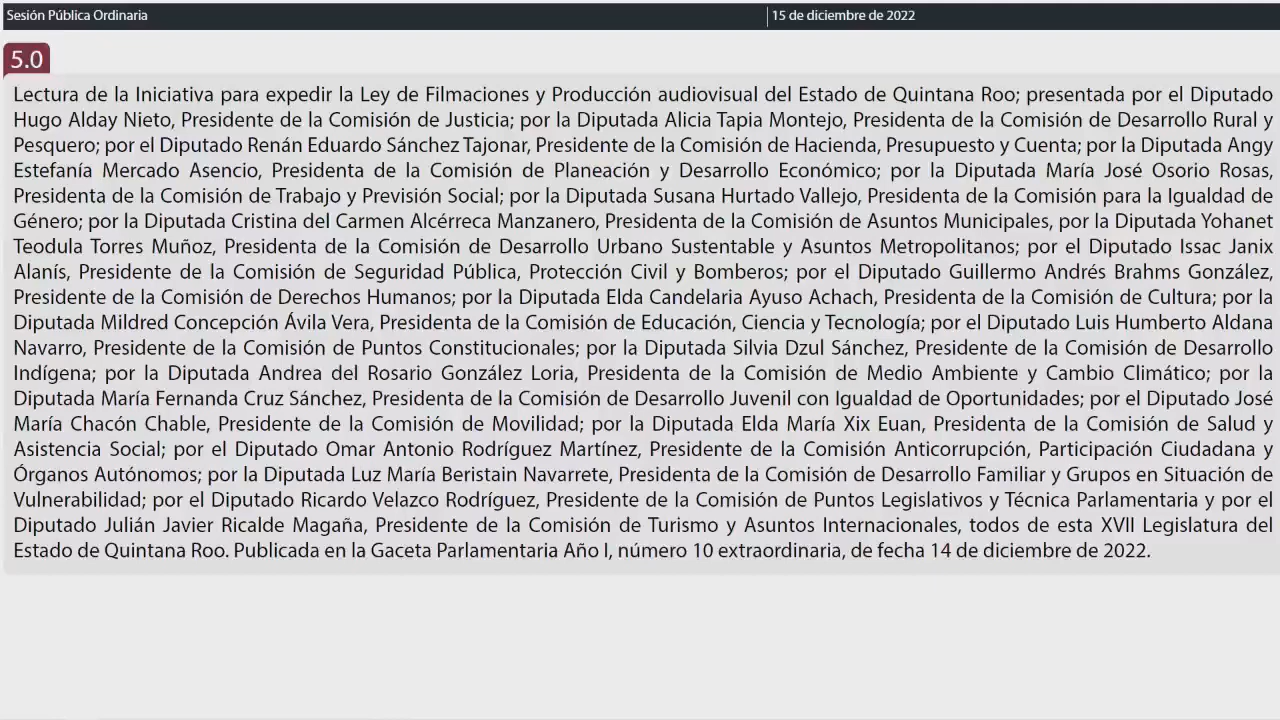 Sesión Pública Ordinaria
15 de diciembre de 2022
5.0
Lectura de la Iniciativa para expedir la Ley de Filmaciones y Producción audiovisual del Estado de Quintana Roo; presentada por el Diputado
Hugo Alday Nieto, Presidente de la Comisión de Justicia; por la Diputada Alicia Tapia Montejo, Presidenta de la Comisión de Desarrollo Rural y
Pesquero; por el Diputado Renán Eduardo Sánchez Tajonar, Presidente de la Comisión de Hacienda, Presupuesto y Cuenta; por la Diputada Angy
Estefanía Mercado Asencio, Presidenta de la Comisión de Planeación y Desarrollo Económico; por la Diputada María José Osorio Rosas,
Presidenta de la Comisión de Trabajo y Previsión Social; por la Diputada Susana Hurtado Vallejo, Presidenta de la Comisión para la Igualdad de
Género; por la Diputada Cristina del Carmen Alcérreca Manzanero, Presidenta de la Comisión de Asuntos Municipales, por la Diputada Yohanet
Teodula Torres Muñoz, Presidenta de la Comisión de Desarrollo Urbano Sustentable y Asuntos Metropolitanos; por el Diputado Issac Janix
Alanís, Presidente de la Comisión de Seguridad Pública, Protección Civil y Bomberos; por el Diputado Guillermo Andrés Brahms González,
Presidente de la Comisión de Derechos Humanos; por la Diputada Elda Candelaria Ayuso Achach, Presidenta de la Comisión de Cultura; por la
Diputada Mildred Concepción Ávila Vera, Presidenta de la Comisión de Educación, Ciencia y Tecnología; por el Diputado Luis Humberto Aldana
Navarro, Presidente de la Comisión de Puntos Constitucionales; por la Diputada Silvia Dzul Sánchez, Presidente de la Comisión de Desarrollo
Indígena; por la Diputada Andrea del Rosario González Loria, Presidenta de la Comisión de Medio Ambiente y Cambio Climático; por la
Diputada María Fernanda Cruz Sánchez, Presidenta de la Comisión de Desarrollo Juvenil con Igualdad de Oportunidades; por el Diputado José
María Chacón Chable, Presidente de la Comisión de Movilidad; por la Diputada Elda María Xix Euan, Presidenta de la Comisión de Salud y
Asistencia Social; por el Diputado Omar Antonio Rodríguez Martínez, Presidente de la Comisión Anticorrupción, Participación Ciudadana y
Órganos Autónomos; por la Diputada Luz María Beristain Navarrete, Presidenta de la Comisión de Desarrollo Familiar y Grupos en Situación de
Vulnerabilidad; por el Diputado Ricardo Velazco Rodríguez, Presidente de la Comisión de Puntos Legislativos y Técnica Parlamentaria y por el
Diputado Julián Javier Ricalde Magaña, Presidente de la Comisión de Turismo y Asuntos Internacionales, todos de esta XVII Legislatura del
Estado de Quintana Roo. Publicada en la Gaceta Parlamentaria Año I, número 10 extraordinaria, de fecha 14 de diciembre de 2022.